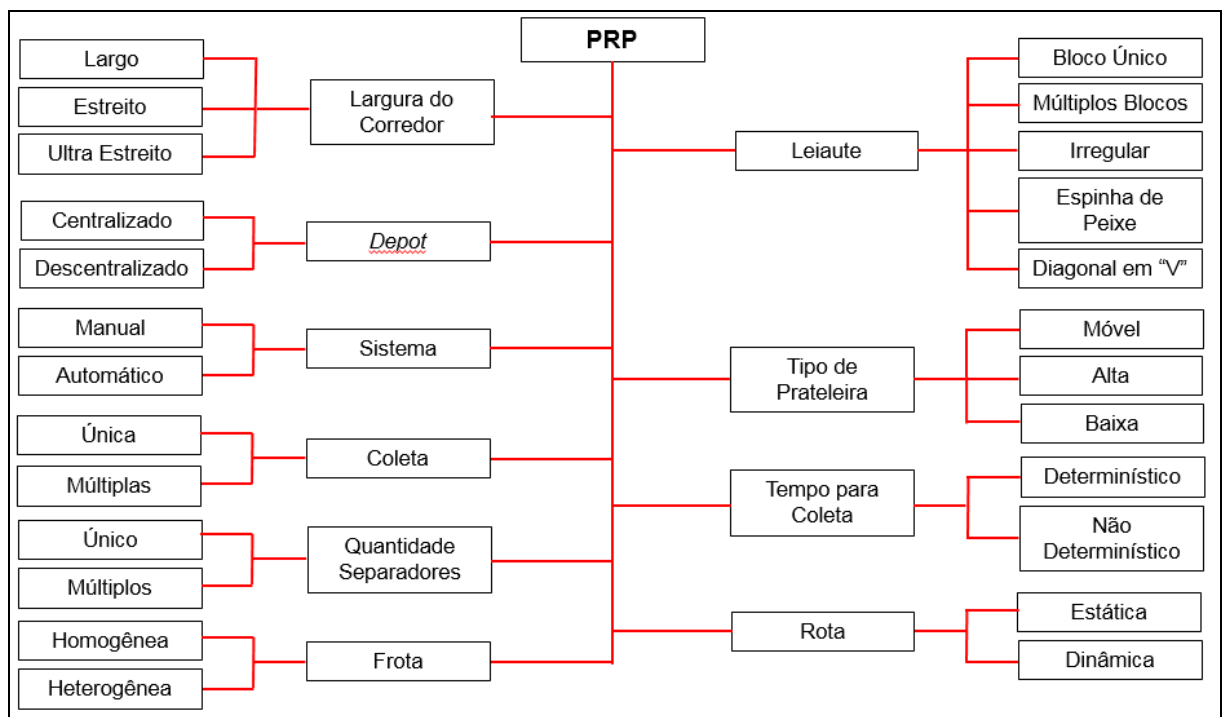 PRP
Largo
Estreito
Ultra Estreito
Largura do
Corredor
Centralizado
Descentralizado
Depot
Manual
Automático
Sistema
Única
Múltiplas
Coleta
Único
Múltiplos
Quantidade
Separadores
Homogênea
Heterogênea
Frota
Leiaute
Bloco Único
Múltiplos Blocos
Irregular
Espinha de
Peixe
Diagonal em “V”
Tipo de
Prateleira
Móvel
Alta
Baixa
Tempo para
Coleta
Determinístico
Não
Determinístico
Rota
Estática
Dinâmica